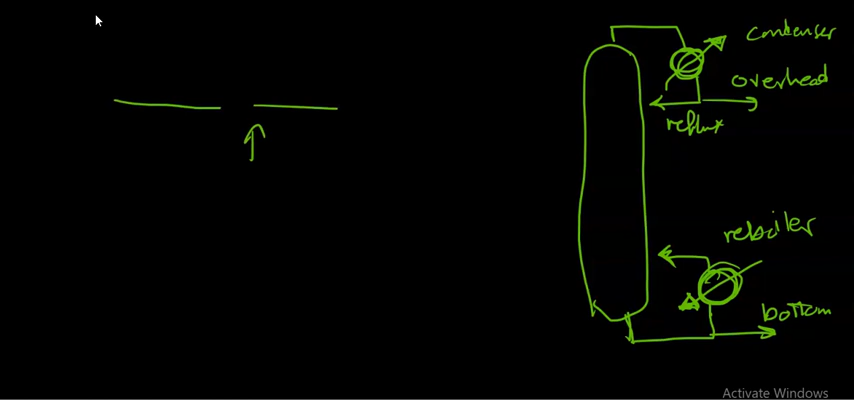 condenser
overhead
reflux
reboiler
bottom
Activate Windows